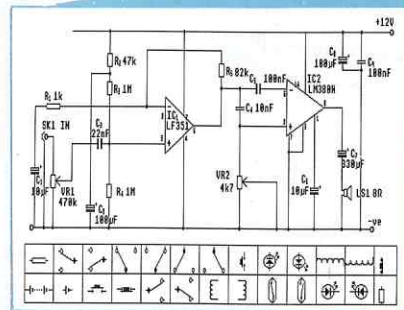 +12V
R₂ 47k
R₅ 82k
C₈ 100µF
C₉ 100nF
C₅ 100nF
IC2 LM380N
R₁ 1k
R₃ 1M
IC₁ LF351
C₄ 10nF
SK1 IN
C₂ 22nF
C₇ 330µF
VR1 470k
R₄ 1M
VR2 4k7
C₁ 10µF
C₃ 100µF
10µF
LS1 8R
-ve